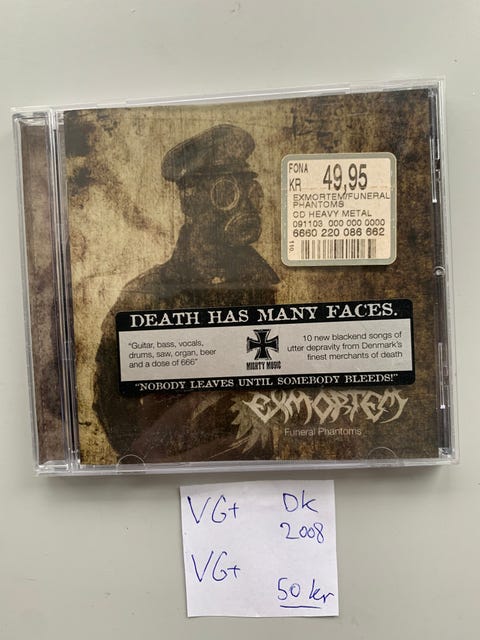 FONA
KR 49,95
EXMORTEM/FUNERAL
PHANTOMS
CD HEAVY METAL
091103 000 000 0000
6660 220 086 662
110
DEATH HAS MANY FACES.
"Guitar, bass, vocals,
drums, saw, organ, beer
and a dose of 666"
MIGHTY MUSIC
10 new blackend songs of
utter depravity from Denmark's
finest merchants of death
"NOBODY LEAVES UNTIL SOMEBODY BLEEDS!"
EXMORTEM
Funeral Phantoms
VG+ DK
2008
VG+
50 kr